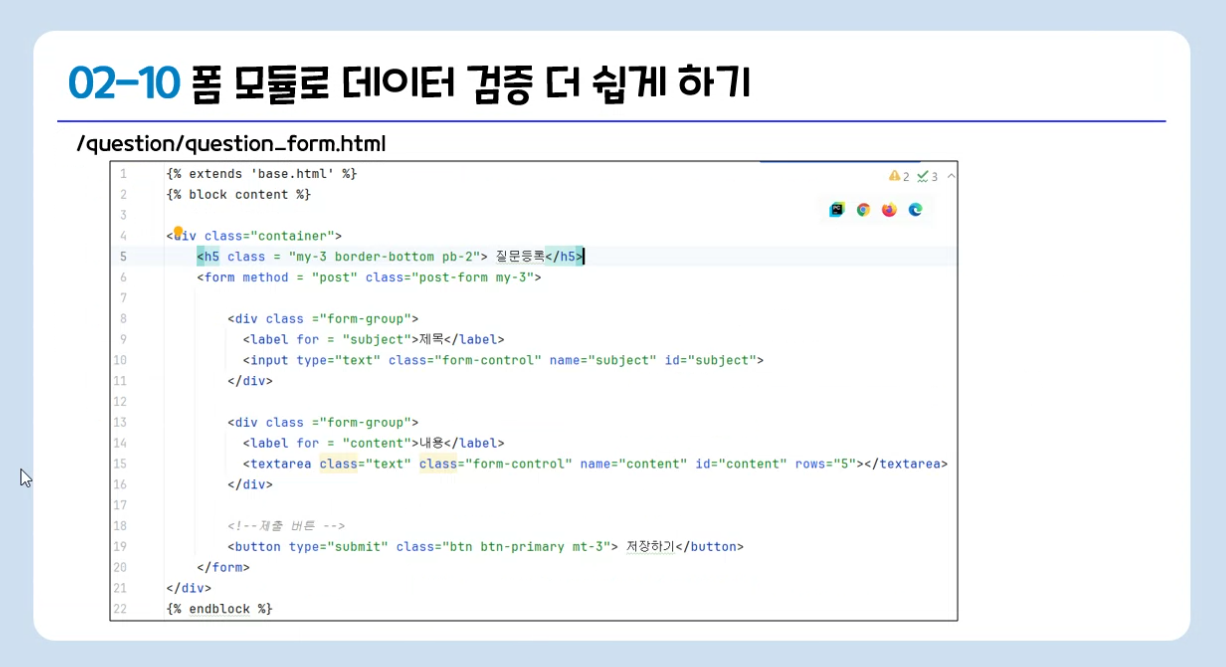 02-10 폼 모듈로 데이터 검증 더 쉽게 하기
/question/question_form.html
1 {% extends 'base.html' %}
2 {% block content %}
3
4 <div class="container">
5 <h5 class = "my-3 border-bottom pb-2"> 질문등록</h5>
6 <form method = "post" class="post-form my-3">
7
8 <div class ="form-group">
9 <label for = "subject">제목</label>
10 <input type="text" class="form-control" name="subject" id="subject">
11 </div>
12
13 <div class ="form-group">
14 <label for = "content">내용</label>
15 <textarea class="text" class="form-control" name="content" id="content" rows="5"></textarea>
16 </div>
17
18 <!--제출 버튼 -->
19 <button type="submit" class="btn btn-primary mt-3"> 저장하기</button>
20 </form>
21 </div>
22 {% endblock %}
2 3